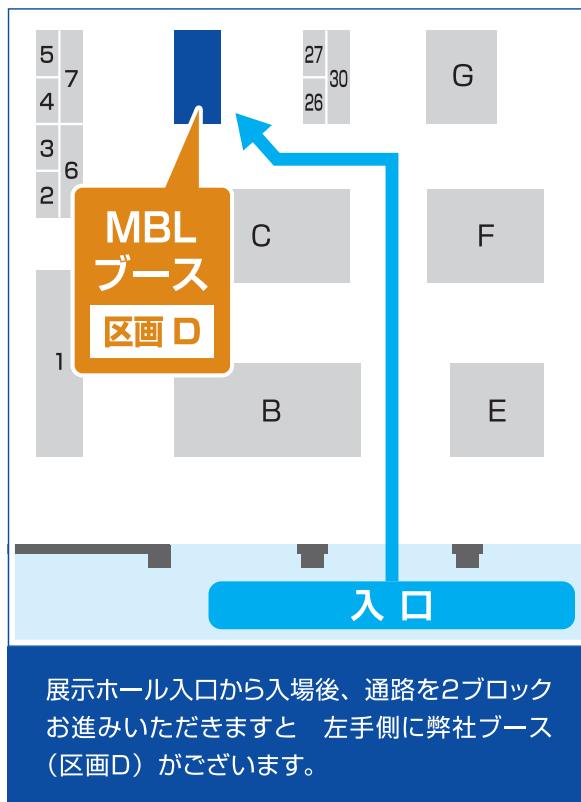 5
4
3
2
7
6
27
26
30
G
MBL
ブース
区画 D
C
F
1
B
E
入口
展示ホール入口から入場後、通路を2ブロック
お進みいただきますと　左手側に弊社ブース
（区画D）がございます。